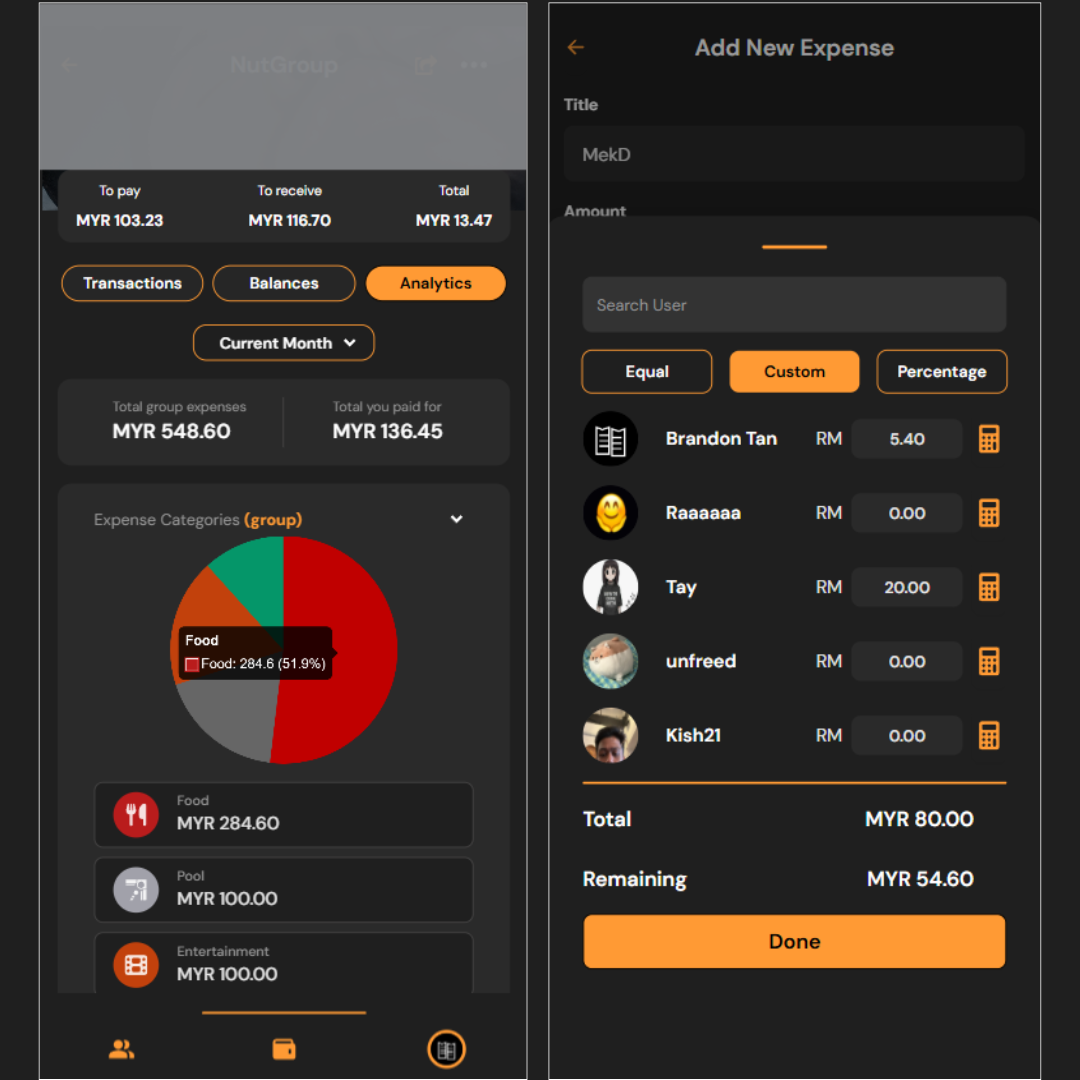 NutGroup
To pay To receive Total
MYR 103.23 MYR 116.70 MYR 13.47
Transactions Balances Analytics
Current Month
Total group expenses Total you paid for
MYR 548.60 MYR 136.45
Expense Categories (group)
Food
Food: 284.6 (51.9%)
Food
MYR 284.60
Pool
MYR 100.00
Entertainment
MYR 100.00
Add New Expense
Title
MekD
Amount
Search User
Equal Custom Percentage
Brandon Tan RM 5.40
Raaaaaa RM 0.00
Tay RM 20.00
unfreed RM 0.00
Kish21 RM 0.00
Total MYR 80.00
Remaining MYR 54.60
Done